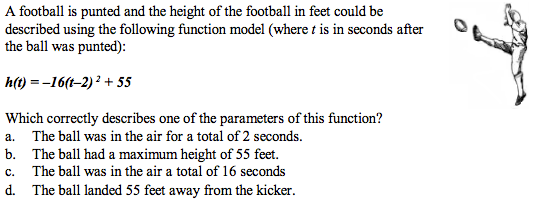 A football is punted and the height of the football in feet could be
described using the following function model (where t is in seconds after
the ball was punted):
h(t) = –16(t–2) ² + 55
Which correctly describes one of the parameters of this function?
a. The ball was in the air for a total of 2 seconds.
b. The ball had a maximum height of 55 feet.
c. The ball was in the air a total of 16 seconds
d. The ball landed 55 feet away from the kicker.